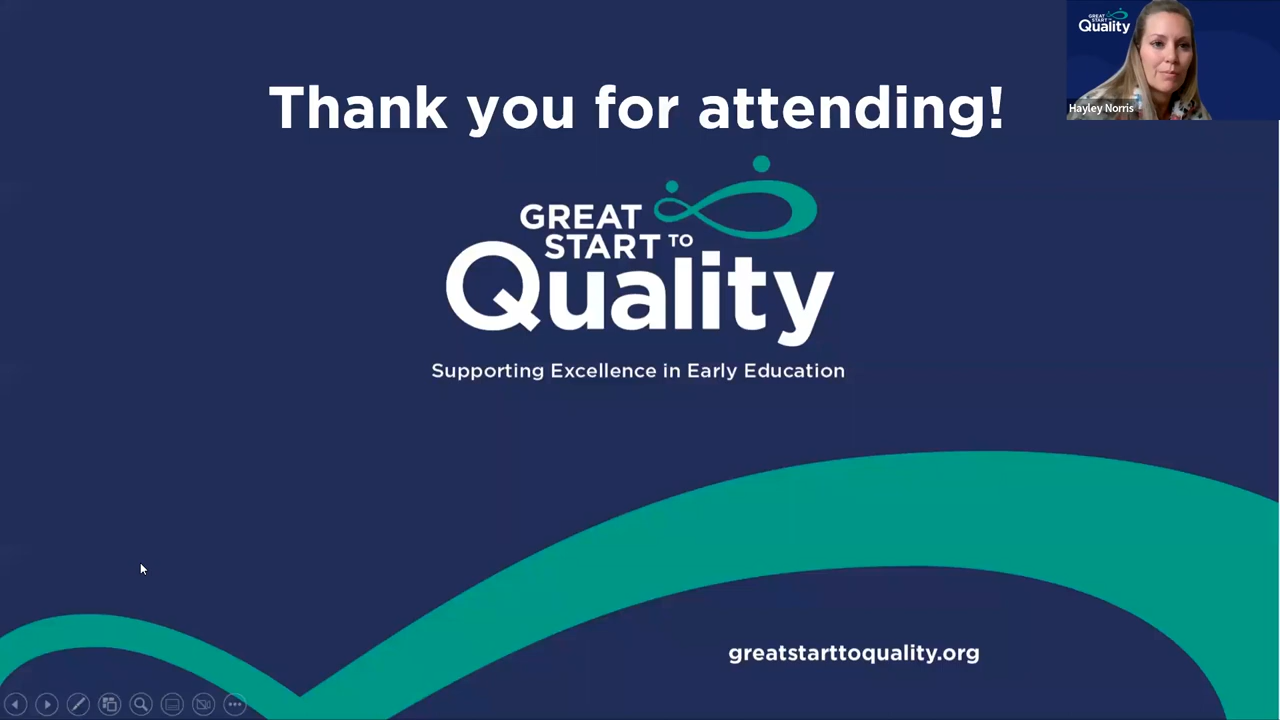 Thank you for attending!
GREAT
START TO
Quality
Supporting Excellence in Early Education
greatstarttoquality.org
GREAT
START TO
Quality
Hayley Norris